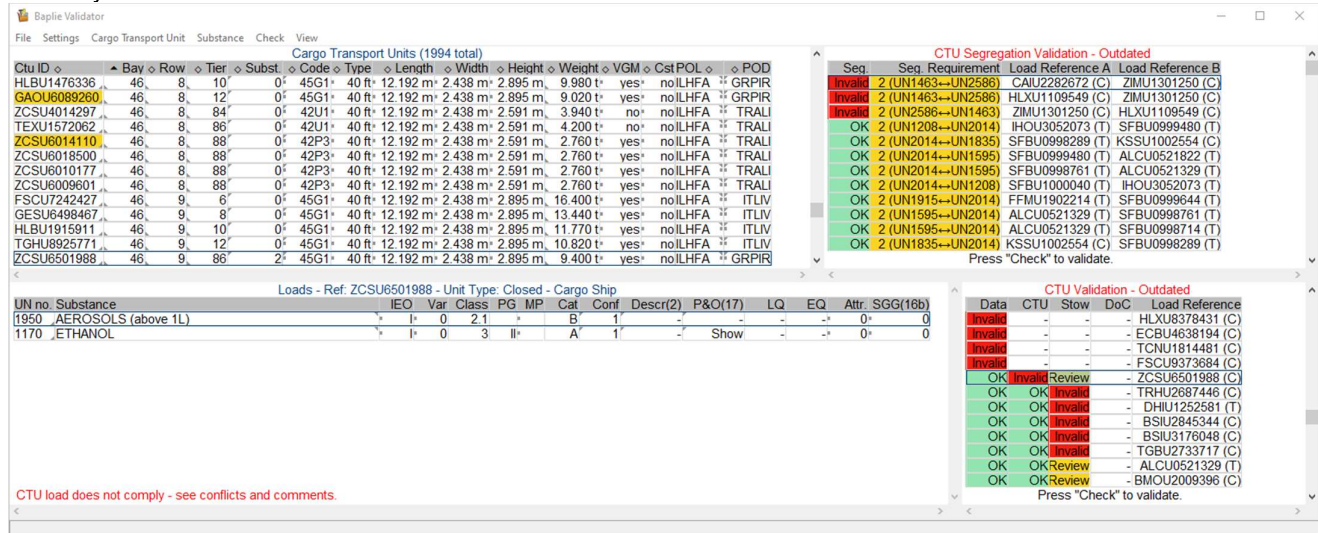 Baplie Validator
File Settings Cargo Transport Unit Substance Check View
Cargo Transport Units (1994 total)
Ctu ID Bay Row Tier Subst. Code Type Length Width Height Weight VGM Cst POL POD
HLBU1476336 46 8 10 0 45G1 40 ft 12.192 m 2.438 m 2.895 m 9.980 t yes no ILHFA GRPIR
GAOU6089260 46 8 12 0 45G1 40 ft 12.192 m 2.438 m 2.895 m 9.020 t yes no ILHFA GRPIR
ZCSU4014297 46 8 84 0 42U1 40 ft 12.192 m 2.438 m 2.591 m 3.940 t no no ILHFA TRALI
TEXU1572062 46 8 86 0 42U1 40 ft 12.192 m 2.438 m 2.591 m 4.200 t no no ILHFA TRALI
ZCSU6014110 46 8 88 0 42P3 40 ft 12.192 m 2.438 m 2.591 m 2.760 t yes no ILHFA TRALI
ZCSU6018500 46 8 88 0 42P3 40 ft 12.192 m 2.438 m 2.591 m 2.760 t yes no ILHFA TRALI
ZCSU6010177 46 8 88 0 42P3 40 ft 12.192 m 2.438 m 2.591 m 2.760 t yes no ILHFA TRALI
ZCSU6009601 46 8 88 0 42P3 40 ft 12.192 m 2.438 m 2.591 m 2.760 t yes no ILHFA TRALI
FSCU7242427 46 9 6 0 45G1 40 ft 12.192 m 2.438 m 2.895 m 16.400 t yes no ILHFA ITLIV
GESU6498467 46 9 8 0 45G1 40 ft 12.192 m 2.438 m 2.895 m 13.440 t yes no ILHFA ITLIV
HLBU1915911 46 9 10 0 45G1 40 ft 12.192 m 2.438 m 2.895 m 11.770 t yes no ILHFA ITLIV
TGHU8925771 46 9 12 0 45G1 40 ft 12.192 m 2.438 m 2.895 m 10.820 t yes no ILHFA ITLIV
ZCSU6501988 46 9 86 2 45G1 40 ft 12.192 m 2.438 m 2.895 m 9.400 t yes no ILHFA GRPIR
CTU Segregation Validation - Outdated
Seg. Seg. Requirement Load Reference A Load Reference B
Invalid 2 (UN1463↔UN2586) CAIU2282672 (C) ZIMU1301250 (C)
Invalid 2 (UN1463↔UN2586) HLXU1109549 (C) ZIMU1301250 (C)
Invalid 2 (UN2586↔UN1463) ZIMU1301250 (C) HLXU1109549 (C)
OK 2 (UN1208↔UN2014) IHOU3052073 (T) SFBU0999480 (T)
OK 2 (UN2014↔UN1835) SFBU0998289 (T) KSSU1002554 (C)
OK 2 (UN2014↔UN1595) SFBU0999480 (T) ALCU0521822 (T)
OK 2 (UN2014↔UN1595) SFBU0998761 (T) ALCU0521329 (T)
OK 2 (UN2014↔UN1208) SFBU1000040 (T) IHOU3052073 (T)
OK 2 (UN1915↔UN2014) FFMU1902214 (T) SFBU0999644 (T)
OK 2 (UN1595↔UN2014) ALCU0521329 (T) SFBU0998761 (T)
OK 2 (UN1595↔UN2014) ALCU0521329 (T) SFBU0998714 (T)
OK 2 (UN1835↔UN2014) KSSU1002554 (C) SFBU0998289 (T)
Press "Check" to validate.
Loads - Ref: ZCSU6501988 - Unit Type: Closed - Cargo Ship
UN no. Substance IEO Var Class PG MP Cat Conf Descr(2) P&O(17) LQ EQ Attr. SGG(16b)
1950 AEROSOLS (above 1L) I 0 2.1 B 1 - - - - 0 0
1170 ETHANOL I 0 3 II A 1 - Show - - 0 0
CTU load does not comply - see conflicts and comments.
CTU Validation - Outdated
Data CTU Stow DoC Load Reference
Invalid - - - HLXU8378431 (C)
Invalid - - - ECBU4638194 (C)
Invalid - - - TCNU1814481 (C)
Invalid - - - FSCU9373684 (C)
OK Invalid Review - ZCSU6501988 (C)
OK OK Invalid - TRHU2687446 (C)
OK OK Invalid - DHIU1252581 (T)
OK OK Invalid - BSIU2845344 (C)
OK OK Invalid - BSIU3176048 (C)
OK OK Invalid - TGBU2733717 (C)
OK OK Review - ALCU0521329 (T)
OK OK Review - BMOU2009396 (C)
Press "Check" to validate.